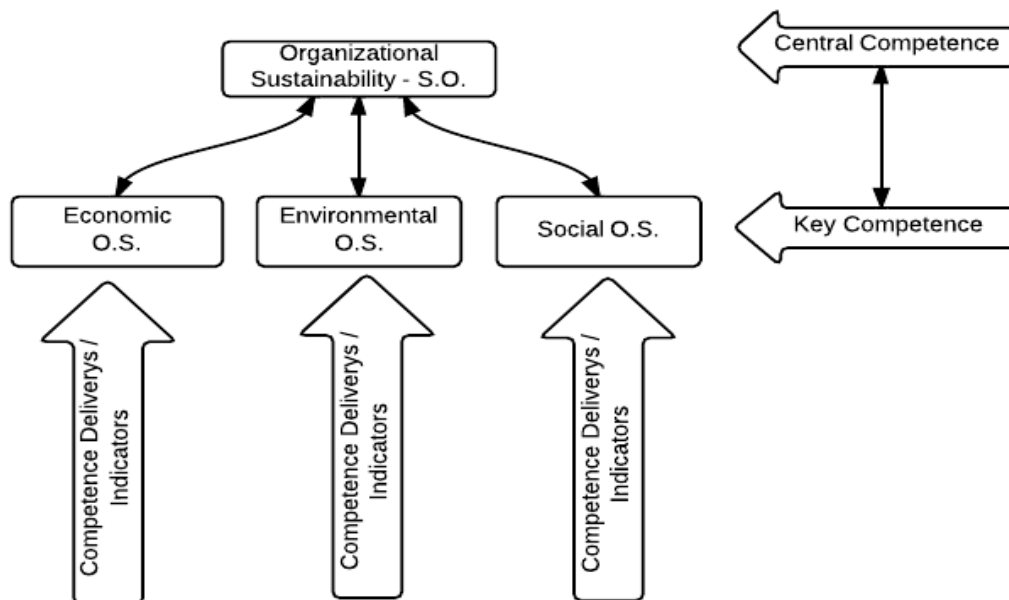 Organizational
Sustainability - S.O.
Central Competence
Economic
O.S.
Environmental
O.S.
Social O.S.
Key Competence
Competence Deliverys /
Indicators
Competence Deliverys /
Indicators
Competence Deliverys /
Indicators